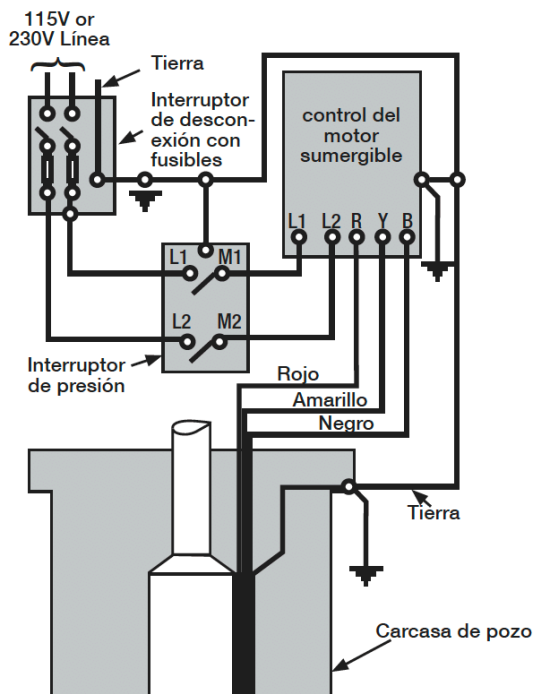 115V or
230V Línea
Tierra
Interruptor
de descon-
exión con
fusibles
control del
motor
sumergible
L1 L2 R Y B
L1 M1
L2 M2
Interruptor
de presión
Rojo
Amarillo
Negro
Tierra
Carcasa de pozo